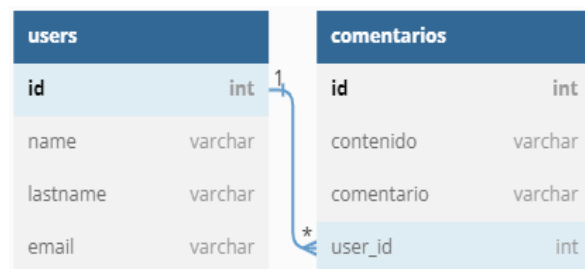 users
id int
name varchar
lastname varchar
email varchar
1
*
comentarios
id int
contenido varchar
comentario varchar
user_id int